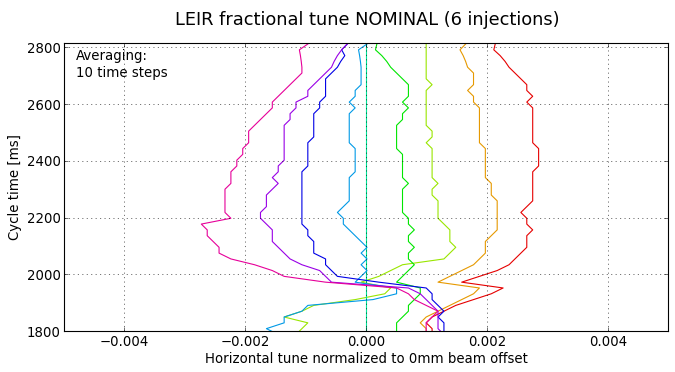 LEIR fractional tune NOMINAL (6 injections)
Averaging:
10 time steps
Cycle time [ms]
2800
2600
2400
2200
2000
1800
−0.004 −0.002 0.000 0.002 0.004
Horizontal tune normalized to 0mm beam offset